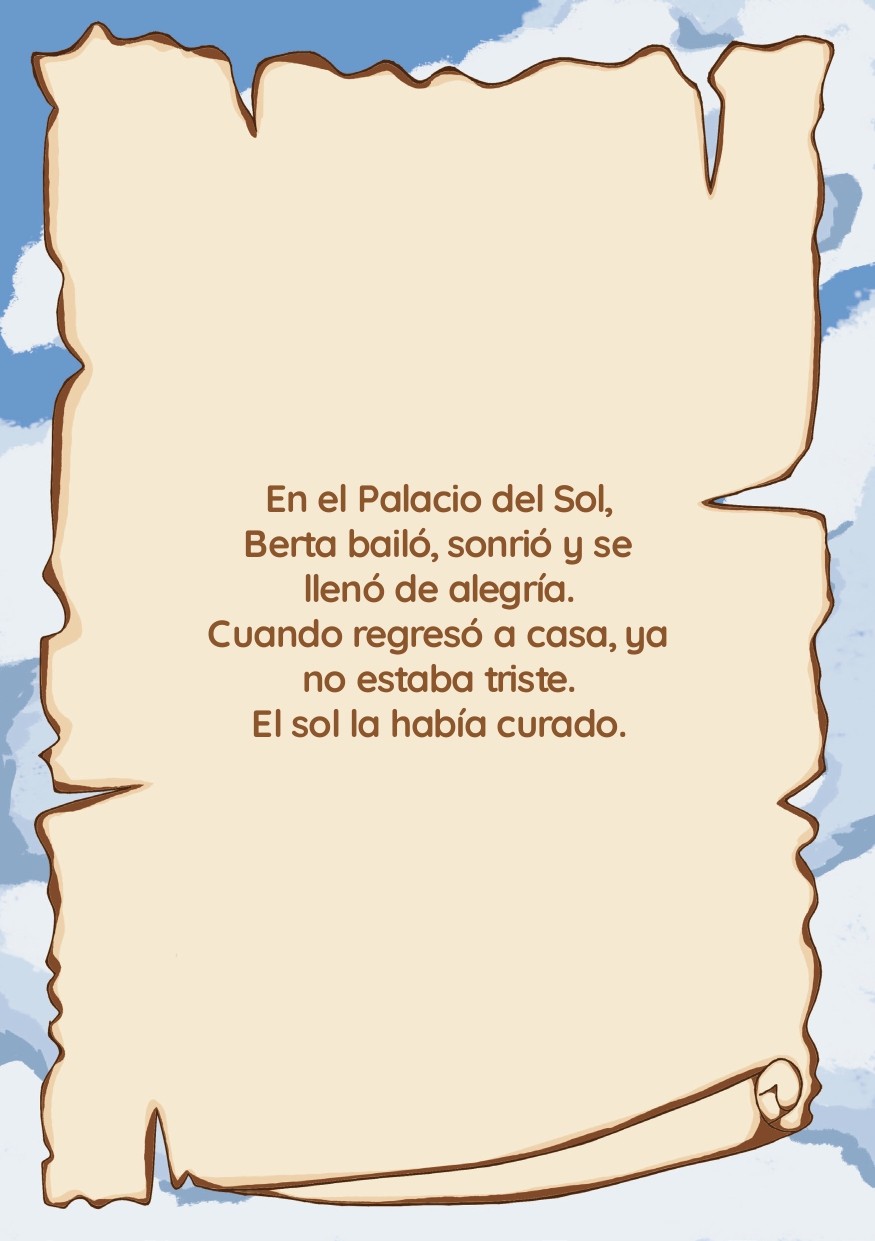 En el Palacio del Sol,
Berta bailó, sonrió y se
llenó de alegría.
Cuando regresó a casa, ya
no estaba triste.
El sol la había curado.